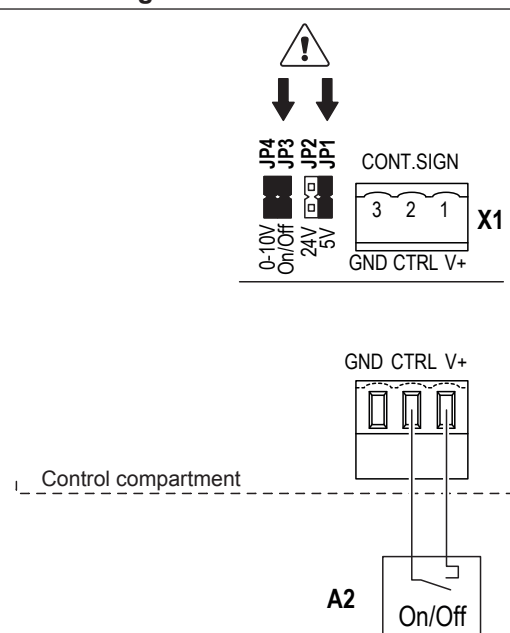 JP4
JP3
JP2
JP1
CONT.SIGN
3 2 1
X1
0-10V
On/Off
24V
5V
GND CTRL V+
GND CTRL V+
Control compartment
A2
On/Off